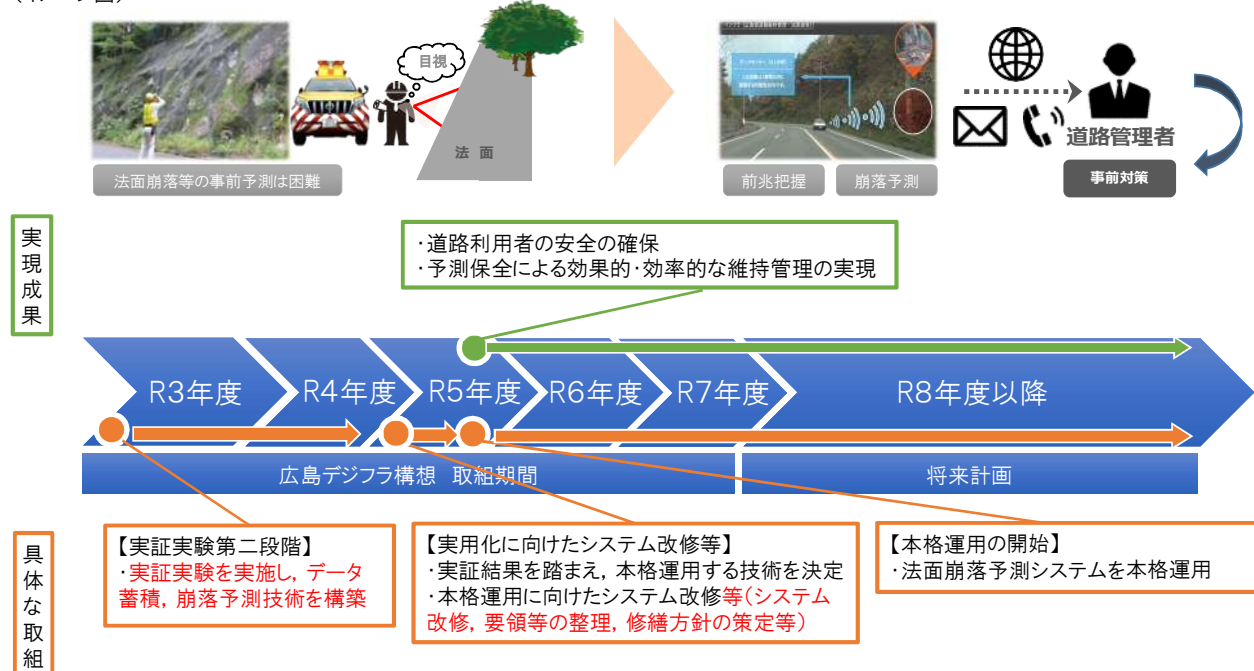 目視
法 面
法面崩落等の事前予測は困難
前兆把握
崩落予測
道路管理者
事前対策
実現成果
・道路利用者の安全の確保
・予測保全による効果的・効率的な維持管理の実現
R3年度
R4年度
R5年度
R6年度
R7年度
R8年度以降
広島デジフラ構想 取組期間
将来計画
具体な取組
【実証実験第二段階】
・実証実験を実施し，データ
蓄積，崩落予測技術を構築
【実用化に向けたシステム改修等】
・実証結果を踏まえ，本格運用する技術を決定
・本格運用に向けたシステム改修等（システム
改修，要領等の整理，修繕方針の策定等）
【本格運用の開始】
・法面崩落予測システムを本格運用